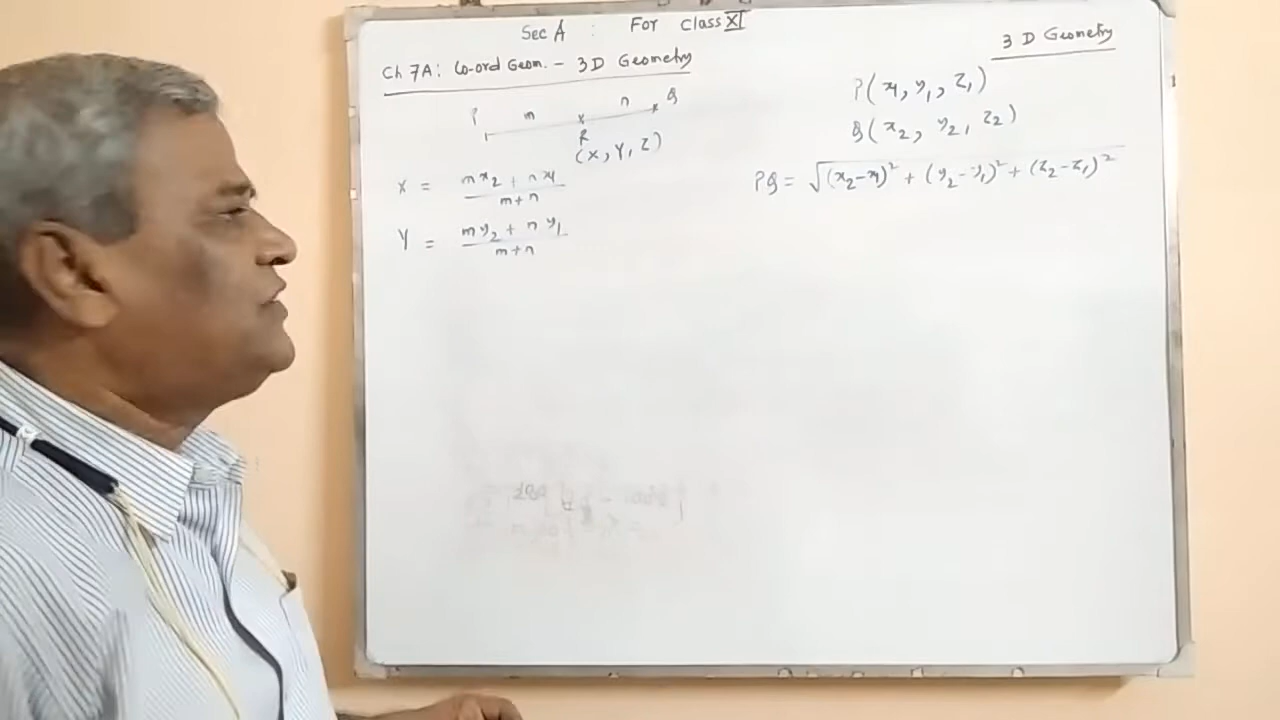 Sec A : For Class XI
Ch 7A: Co-ord Geom. - 3D Geometry
P m n Q
R
(X, Y, Z)
X = mx₂ + nx₁ / m+n
Y = my₂ + ny₁ / m+n
3 D Geometry
P(x₁, y₁, z₁)
Q(x₂, y₂, z₂)
PQ = √(x₂-x₁)² + (y₂-y₁)² + (z₂-z₁)²